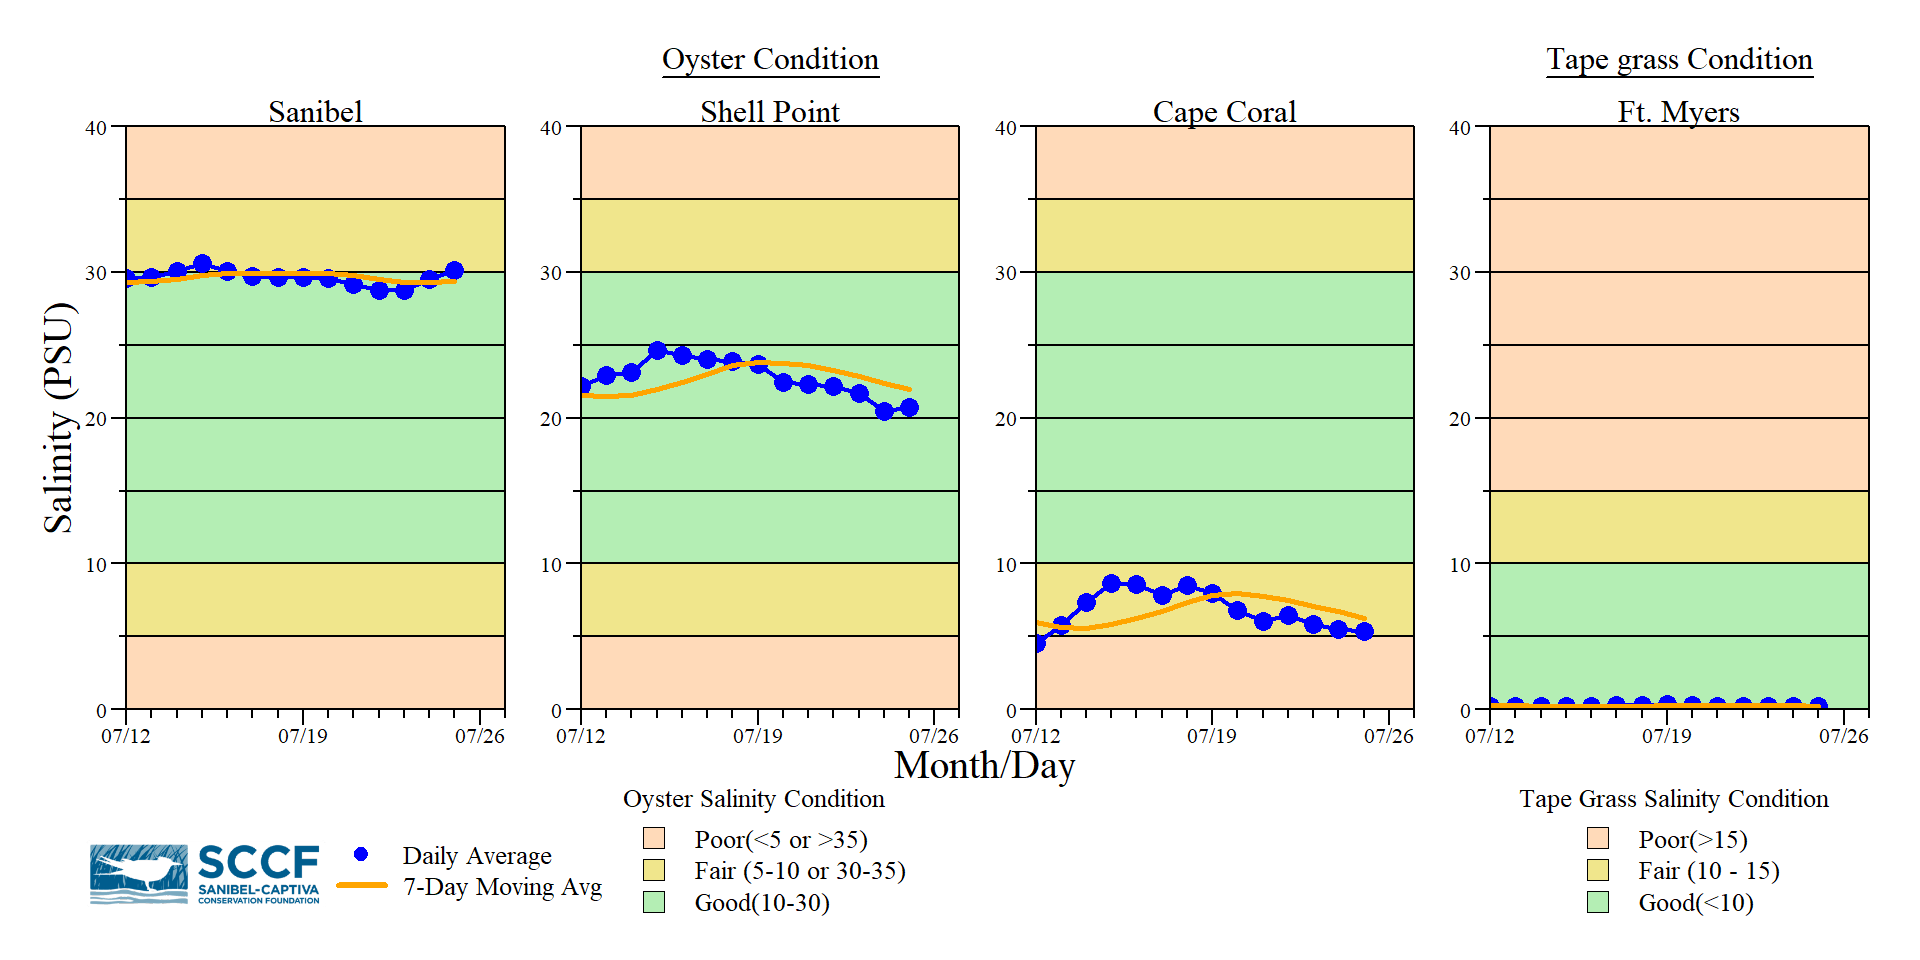 Oyster Condition
Tape grass Condition
Sanibel
Shell Point
Cape Coral
Ft. Myers
Salinity (PSU)
40
30
20
10
0
07/12
07/19
07/26
40
30
20
10
0
07/12
07/19
07/26
40
30
20
10
0
07/12
07/19
07/26
40
30
20
10
0
07/12
07/19
07/26
Month/Day
SCCF
SANIBEL-CAPTIVA
CONSERVATION FOUNDATION
Daily Average
7-Day Moving Avg
Oyster Salinity Condition
Poor(<5 or >35)
Fair (5-10 or 30-35)
Good(10-30)
Tape Grass Salinity Condition
Poor(>15)
Fair (10 - 15)
Good(<10)